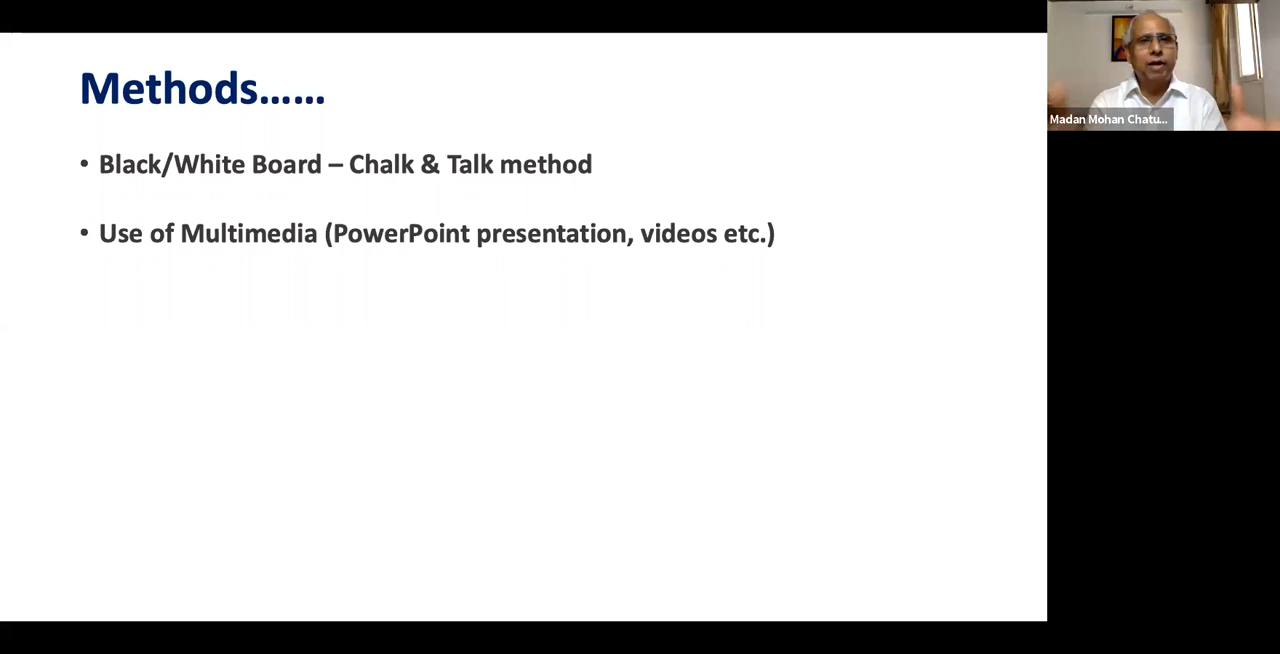 Methods......
• Black/White Board – Chalk & Talk method
• Use of Multimedia (PowerPoint presentation, videos etc.)
Madan Mohan Chatu...